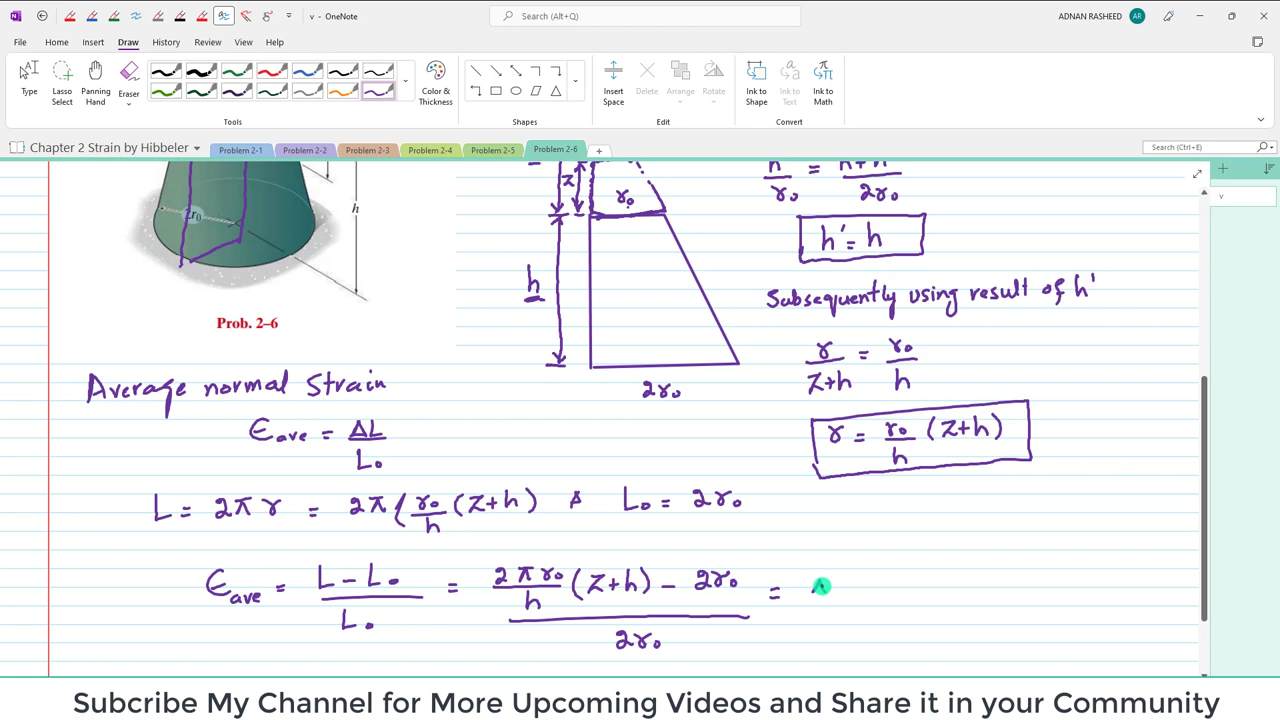 v - OneNote
Search (Alt+Q)
ADNAN RASHEED AR
File Home Insert Draw History Review View Help
Type Lasso Select Panning Hand Eraser Color & Thickness Insert Space Delete Arrange Rotate Ink to Shape Ink to Text Ink to Math
Tools Shapes Edit Convert
Chapter 2 Strain by Hibbeler Problem 2-1 Problem 2-2 Problem 2-3 Problem 2-4 Problem 2-5 Problem 2-6 Search (Ctrl+E)
v
z
r₀
h/r₀ = h+h'/2r₀
2r₀
h
h
h' = h
Prob. 2–6
Subsequently using result of h'
r/z+h = r₀/h
2r₀
Average normal Strain
ϵave = ΔL/L₀
r = r₀/h (z+h)
L = 2πr = 2π(r₀/h (z+h) & L₀ = 2r₀
ϵave = L - L₀/L₀ = 2πr₀/h (z+h) - 2r₀/2r₀ =
Subcribe My Channel for More Upcoming Videos and Share it in your Community